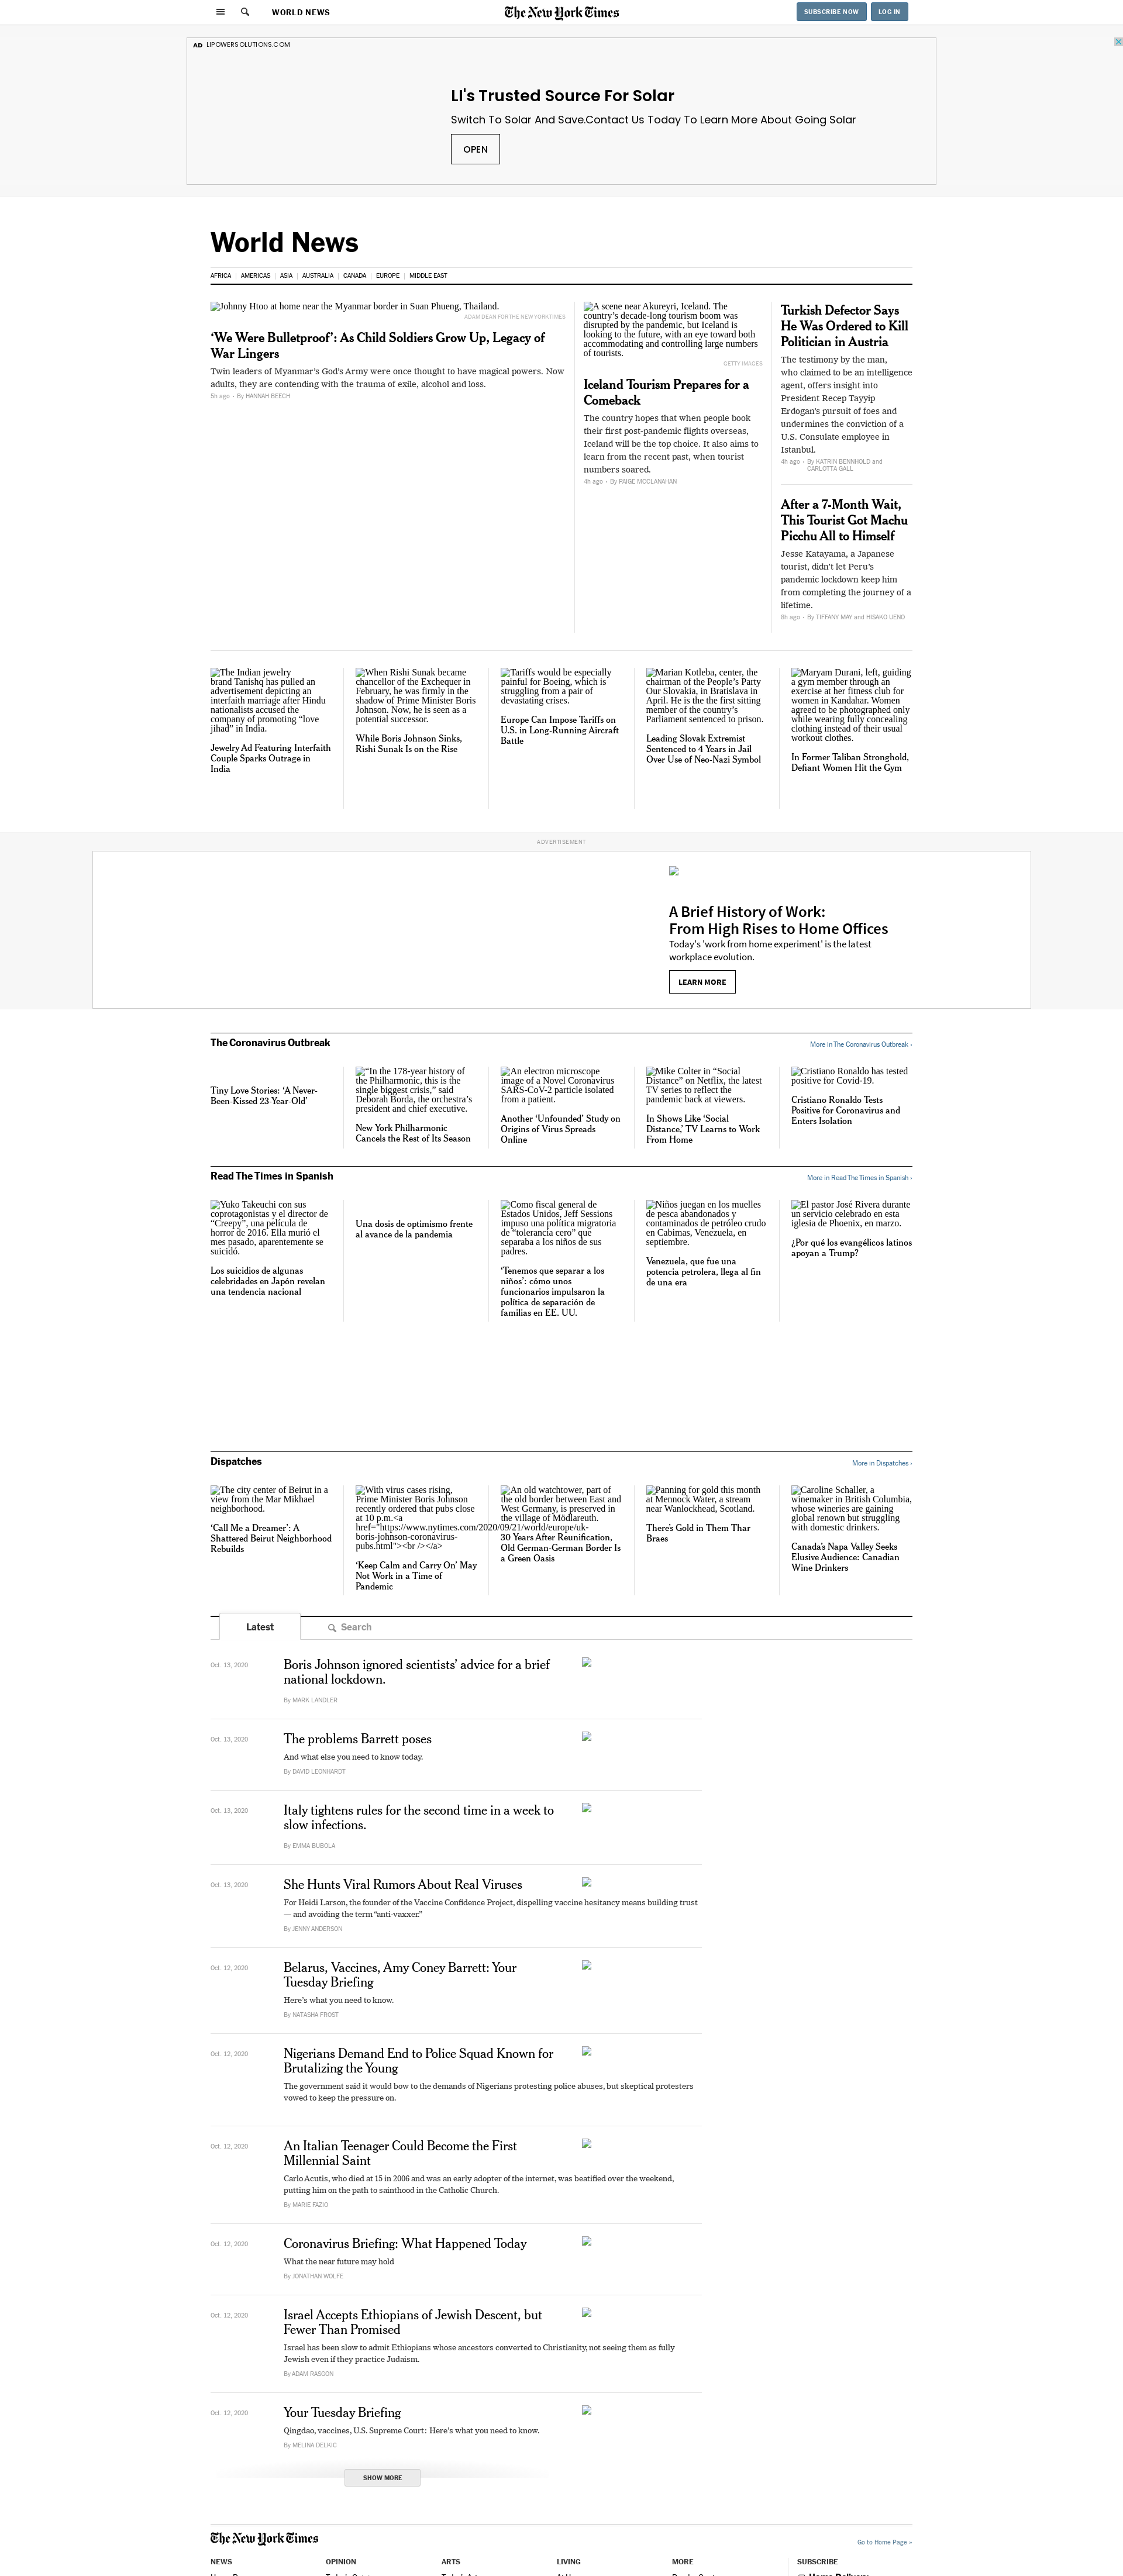 WORLD NEWS
The New York Times
SUBSCRIBE NOW
LOG IN
AD LIPOWERSOLUTIONS.COM
LI's Trusted Source For Solar
Switch To Solar And Save.Contact Us Today To Learn More About Going Solar
OPEN
World News
AFRICA
AMERICAS
ASIA
AUSTRALIA
CANADA
EUROPE
MIDDLE EAST
Johnny Htoo at home near the Myanmar border in Suan Phueng, Thailand.
ADAM DEAN FOR THE NEW YORK TIMES
‘We Were Bulletproof’: As Child Soldiers Grow Up, Legacy of
War Lingers
Twin leaders of Myanmar’s God’s Army were once thought to have magical powers. Now
adults, they are contending with the trauma of exile, alcohol and loss.
5h ago • By HANNAH BEECH
A scene near Akureyri, Iceland. The
country’s decade-long tourism boom was
disrupted by the pandemic, but Iceland is
looking to the future, with an eye toward both
accommodating and controlling large numbers
of tourists.
GETTY IMAGES
Iceland Tourism Prepares for a
Comeback
The country hopes that when people book
their first post-pandemic flights overseas,
Iceland will be the top choice. It also aims to
learn from the recent past, when tourist
numbers soared.
4h ago • By PAIGE MCCLANAHAN
Turkish Defector Says
He Was Ordered to Kill
Politician in Austria
The testimony by the man,
who claimed to be an intelligence
agent, offers insight into
President Recep Tayyip
Erdogan’s pursuit of foes and
undermines the conviction of a
U.S. Consulate employee in
Istanbul.
4h ago • By KATRIN BENNHOLD and
CARLOTTA GALL
After a 7-Month Wait,
This Tourist Got Machu
Picchu All to Himself
Jesse Katayama, a Japanese
tourist, didn’t let Peru’s
pandemic lockdown keep him
from completing the journey of a
lifetime.
8h ago • By TIFFANY MAY and HISAKO UENO
The Indian jewelry
brand Tanishq has pulled an
advertisement depicting an
interfaith marriage after Hindu
nationalists accused the
company of promoting “love
jihad” in India.
Jewelry Ad Featuring Interfaith
Couple Sparks Outrage in
India
When Rishi Sunak became
chancellor of the Exchequer in
February, he was firmly in the
shadow of Prime Minister Boris
Johnson. Now, he is seen as a
potential successor.
While Boris Johnson Sinks,
Rishi Sunak Is on the Rise
Tariffs would be especially
painful for Boeing, which is
struggling from a pair of
devastating crises.
Europe Can Impose Tariffs on
U.S. in Long-Running Aircraft
Battle
Marian Kotleba, center, the
chairman of the People’s Party
Our Slovakia, in Bratislava in
April. He is the the first sitting
member of the country’s
Parliament sentenced to prison.
Leading Slovak Extremist
Sentenced to 4 Years in Jail
Over Use of Neo-Nazi Symbol
Maryam Durani, left, guiding
a gym member through an
exercise at her fitness club for
women in Kandahar. Women
agreed to be photographed only
while wearing fully concealing
clothing instead of their usual
workout clothes.
In Former Taliban Stronghold,
Defiant Women Hit the Gym
ADVERTISEMENT
A Brief History of Work:
From High Rises to Home Offices
Today's 'work from home experiment' is the latest
workplace evolution.
LEARN MORE
The Coronavirus Outbreak
More in The Coronavirus Outbreak ›
Tiny Love Stories: ‘A Never-
Been-Kissed 23-Year-Old’
“In the 178-year history of
the Philharmonic, this is the
single biggest crisis,” said
Deborah Borda, the orchestra’s
president and chief executive.
New York Philharmonic
Cancels the Rest of Its Season
An electron microscope
image of a Novel Coronavirus
SARS-CoV-2 particle isolated
from a patient.
Another ‘Unfounded’ Study on
Origins of Virus Spreads
Online
Mike Colter in “Social
Distance” on Netflix, the latest
TV series to reflect the
pandemic back at viewers.
In Shows Like ‘Social
Distance,’ TV Learns to Work
From Home
Cristiano Ronaldo has tested
positive for Covid-19.
Cristiano Ronaldo Tests
Positive for Coronavirus and
Enters Isolation
Read The Times in Spanish
More in Read The Times in Spanish ›
Yuko Takeuchi con sus
coprotagonistas y el director de
“Creepy”, una película de
horror de 2016. Ella murió el
mes pasado, aparentemente se
suicidó.
Los suicidios de algunas
celebridades en Japón revelan
una tendencia nacional
Una dosis de optimismo frente
al avance de la pandemia
Como fiscal general de
Estados Unidos, Jeff Sessions
impuso una política migratoria
de “tolerancia cero” que
separaba a los niños de sus
padres.
‘Tenemos que separar a los
niños’: cómo unos
funcionarios impulsaron la
política de separación de
familias en EE. UU.
Niños juegan en los muelles
de pesca abandonados y
contaminados de petróleo crudo
en Cabimas, Venezuela, en
septiembre.
Venezuela, que fue una
potencia petrolera, llega al fin
de una era
El pastor José Rivera durante
un servicio celebrado en esta
iglesia de Phoenix, en marzo.
¿Por qué los evangélicos latinos
apoyan a Trump?
Dispatches
More in Dispatches ›
The city center of Beirut in a
view from the Mar Mikhael
neighborhood.
‘Call Me a Dreamer’: A
Shattered Beirut Neighborhood
Rebuilds
With virus cases rising,
Prime Minister Boris Johnson
recently ordered that pubs close
at 10 p.m.<a
href="https://www.nytimes.com/2020/09/21/world/europe/uk-
boris-johnson-coronavirus-
pubs.html"><br /></a>
‘Keep Calm and Carry On’ May
Not Work in a Time of
Pandemic
An old watchtower, part of
the old border between East and
West Germany, is preserved in
the village of Mödlareuth.
30 Years After Reunification,
Old German-German Border Is
a Green Oasis
Panning for gold this month
at Mennock Water, a stream
near Wanlockhead, Scotland.
There’s Gold in Them Thar
Braes
Caroline Schaller, a
winemaker in British Columbia,
whose wineries are gaining
global renown but struggling
with domestic drinkers.
Canada’s Napa Valley Seeks
Elusive Audience: Canadian
Wine Drinkers
Latest
Search
Oct. 13, 2020
Boris Johnson ignored scientists’ advice for a brief
national lockdown.
By MARK LANDLER
Oct. 13, 2020
The problems Barrett poses
And what else you need to know today.
By DAVID LEONHARDT
Oct. 13, 2020
Italy tightens rules for the second time in a week to
slow infections.
By EMMA BUBOLA
Oct. 13, 2020
She Hunts Viral Rumors About Real Viruses
For Heidi Larson, the founder of the Vaccine Confidence Project, dispelling vaccine hesitancy means building trust
— and avoiding the term “anti-vaxxer.”
By JENNY ANDERSON
Oct. 12, 2020
Belarus, Vaccines, Amy Coney Barrett: Your
Tuesday Briefing
Here’s what you need to know.
By NATASHA FROST
Oct. 12, 2020
Nigerians Demand End to Police Squad Known for
Brutalizing the Young
The government said it would bow to the demands of Nigerians protesting police abuses, but skeptical protesters
vowed to keep the pressure on.
Oct. 12, 2020
An Italian Teenager Could Become the First
Millennial Saint
Carlo Acutis, who died at 15 in 2006 and was an early adopter of the internet, was beatified over the weekend,
putting him on the path to sainthood in the Catholic Church.
By MARIE FAZIO
Oct. 12, 2020
Coronavirus Briefing: What Happened Today
What the near future may hold
By JONATHAN WOLFE
Oct. 12, 2020
Israel Accepts Ethiopians of Jewish Descent, but
Fewer Than Promised
Israel has been slow to admit Ethiopians whose ancestors converted to Christianity, not seeing them as fully
Jewish even if they practice Judaism.
By ADAM RASGON
Oct. 12, 2020
Your Tuesday Briefing
Qingdao, vaccines, U.S. Supreme Court: Here’s what you need to know.
By MELINA DELKIC
SHOW MORE
The New York Times
Go to Home Page »
NEWS
OPINION
ARTS
LIVING
MORE
SUBSCRIBE